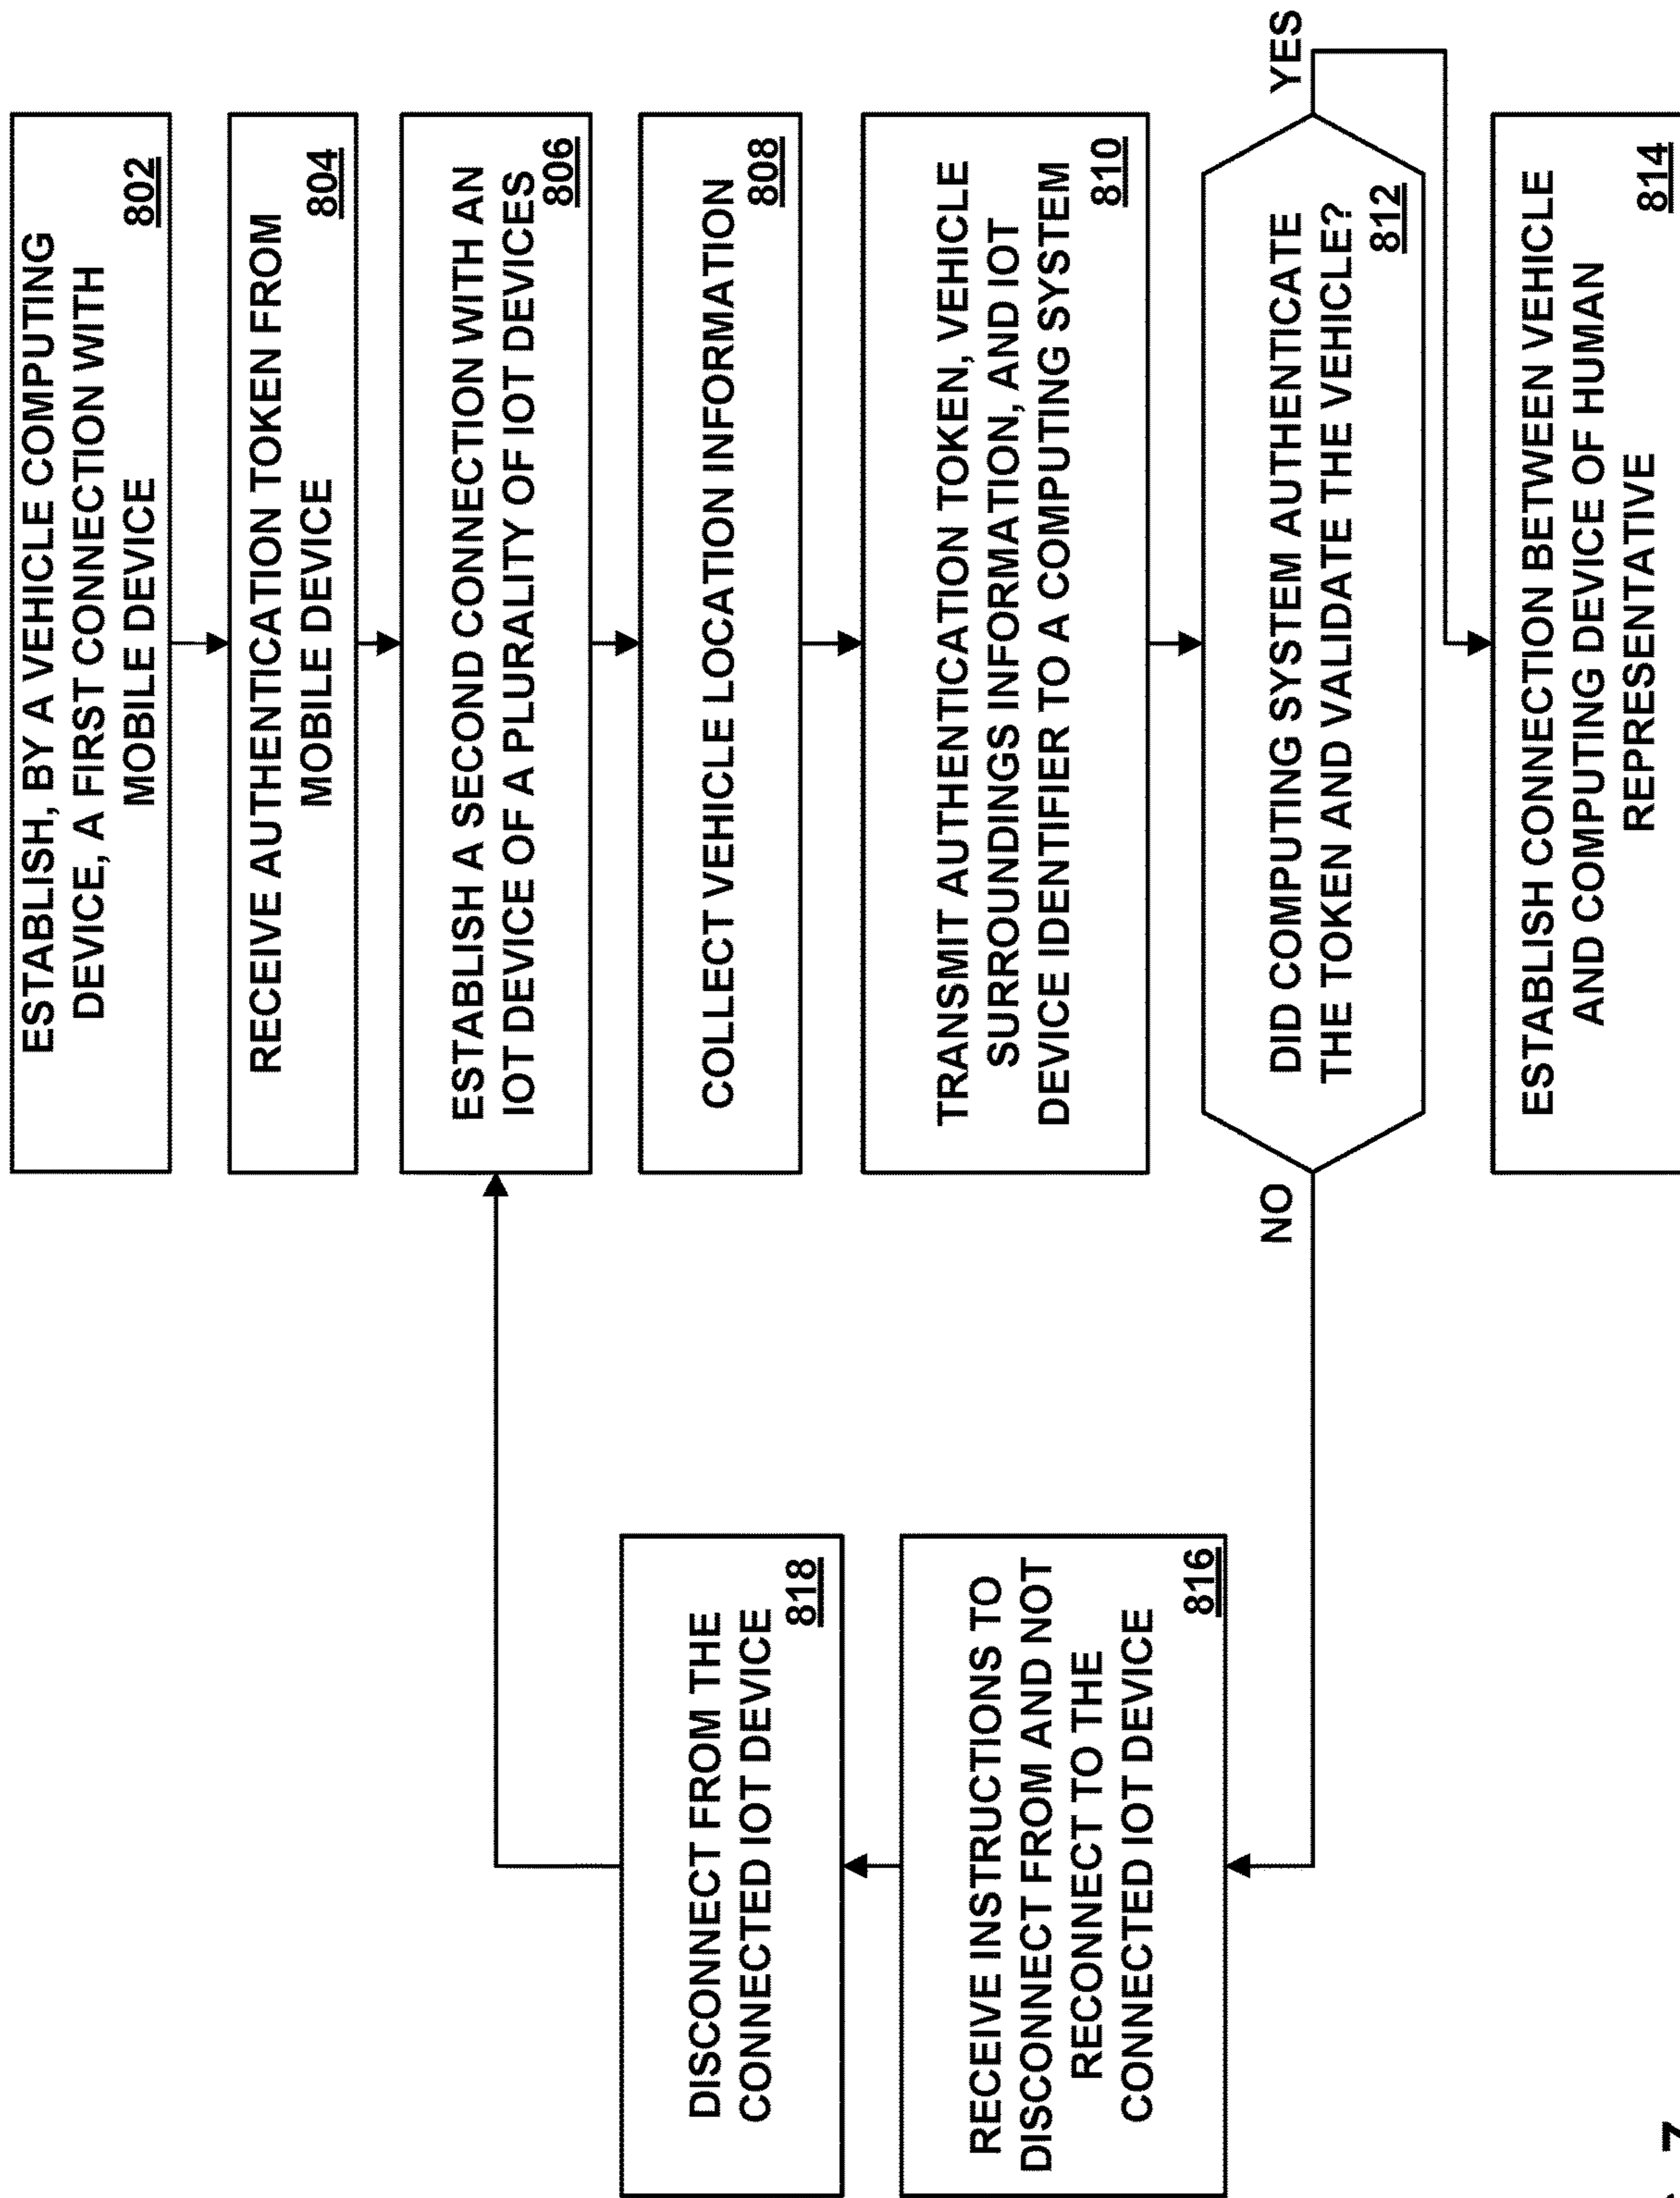 ESTABLISH, BY A VEHICLE COMPUTING
DEVICE, A FIRST CONNECTION WITH
MOBILE DEVICE
802
RECEIVE AUTHENTICATION TOKEN FROM
MOBILE DEVICE
804
ESTABLISH A SECOND CONNECTION WITH AN
IOT DEVICE OF A PLURALITY OF IOT DEVICES
806
COLLECT VEHICLE LOCATION INFORMATION
808
TRANSMIT AUTHENTICATION TOKEN, VEHICLE
SURROUNDINGS INFORMATION, AND IOT
DEVICE IDENTIFIER TO A COMPUTING SYSTEM
810
DID COMPUTING SYSTEM AUTHENTICATE
THE TOKEN AND VALIDATE THE VEHICLE?
812
YES
NO
ESTABLISH CONNECTION BETWEEN VEHICLE
AND COMPUTING DEVICE OF HUMAN
REPRESENTATIVE
814
RECEIVE INSTRUCTIONS TO
DISCONNECT FROM AND NOT
RECONNECT TO THE
CONNECTED IOT DEVICE
816
DISCONNECT FROM THE
CONNECTED IOT DEVICE
818
7